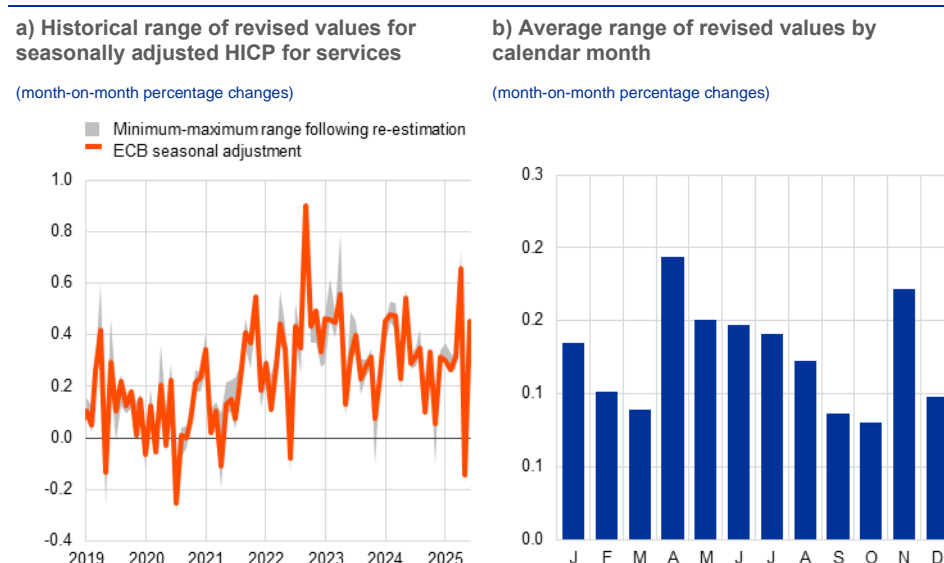 a) Historical range of revised values for
seasonally adjusted HICP for services
(month-on-month percentage changes)
Minimum-maximum range following re-estimation
ECB seasonal adjustment
1.0
0.8
0.6
0.4
0.2
0.0
-0.2
-0.4
2019 2020 2021 2022 2023 2024 2025
b) Average range of revised values by
calendar month
(month-on-month percentage changes)
0.3
0.2
0.2
0.1
0.1
0.0
J F M A M J J A S O N D